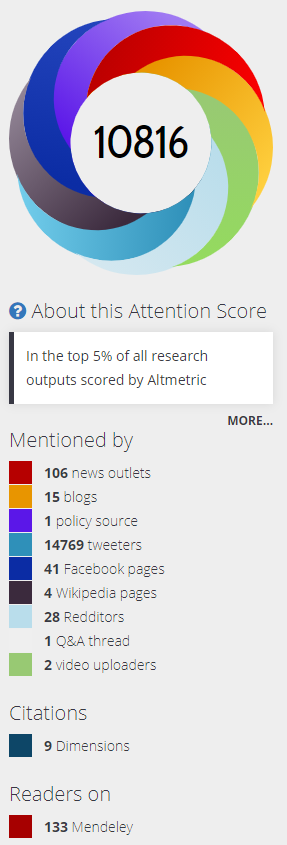 10816
? About this Attention Score
In the top 5% of all research
outputs scored by Altmetric
MORE...
Mentioned by
106 news outlets
15 blogs
1 policy source
14769 tweeters
41 Facebook pages
4 Wikipedia pages
28 Redditors
1 Q&A thread
2 video uploaders
Citations
9 Dimensions
Readers on
133 Mendeley